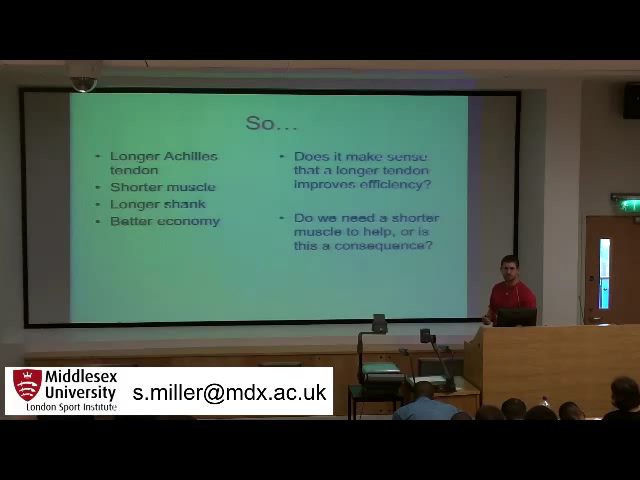 So...
• Longer Achilles
tendon
• Shorter muscle
• Longer shank
• Better economy
• Does it make sense
that a longer tendon
improves efficiency?
• Do we need a shorter
muscle to help, or is
this a consequence?
Middlesex
University
London Sport Institute
s.miller@mdx.ac.uk